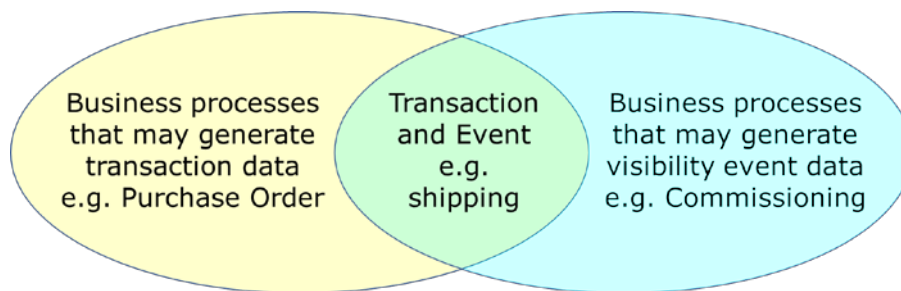 Business processes
that may generate
transaction data
e.g. Purchase Order
Transaction
and Event
e.g.
shipping
Business processes
that may generate
visibility event data
e.g. Commissioning